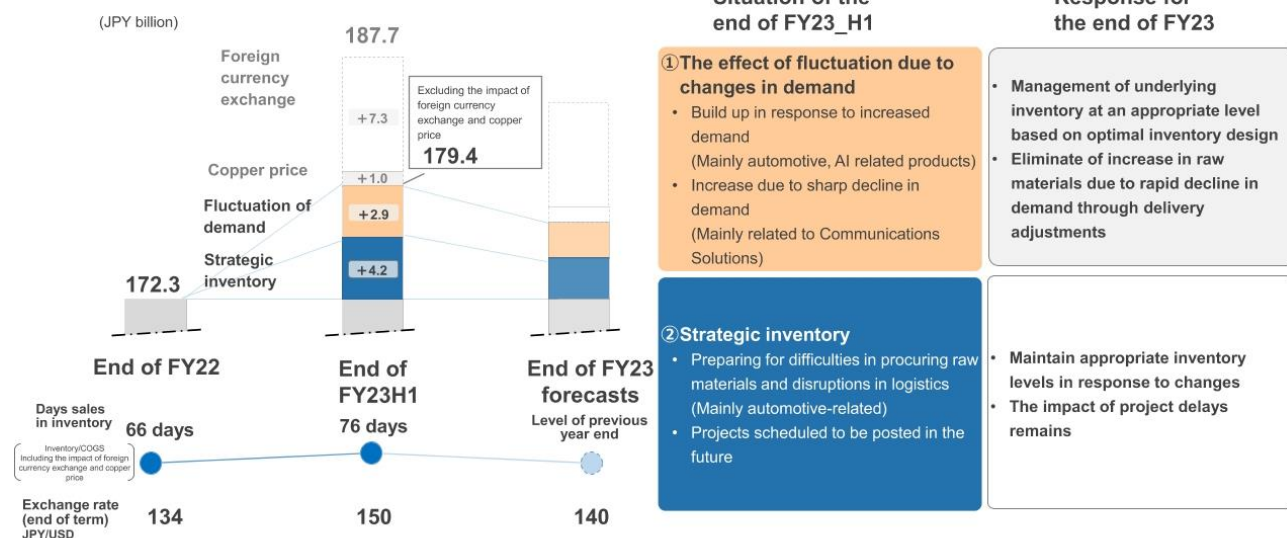 (JPY billion)
187.7
Foreign
currency
exchange
+7.3
Excluding the impact of
foreign currency
exchange and copper
price
179.4
Copper price
+1.0
Fluctuation of
demand
+2.9
Strategic
inventory
+4.2
172.3
End of FY22
End of
FY23H1
End of FY23
forecasts
Days sales
in inventory
66 days
76 days
Level of previous
year end
Inventory/COGS
Including the impact of foreign
currency exchange and copper
price
Exchange rate
(end of term)
JPY/USD
134
150
140
Situation of the
end of FY23_H1
①The effect of fluctuation due to
changes in demand
• Build up in response to increased
demand
(Mainly automotive, AI related products)
• Increase due to sharp decline in
demand
(Mainly related to Communications
Solutions)
②Strategic inventory
• Preparing for difficulties in procuring raw
materials and disruptions in logistics
(Mainly automotive-related)
• Projects scheduled to be posted in the
future
Response for
the end of FY23
• Management of underlying
inventory at an appropriate level
based on optimal inventory design
• Eliminate of increase in raw
materials due to rapid decline in
demand through delivery
adjustments
• Maintain appropriate inventory
levels in response to changes
• The impact of project delays
remains